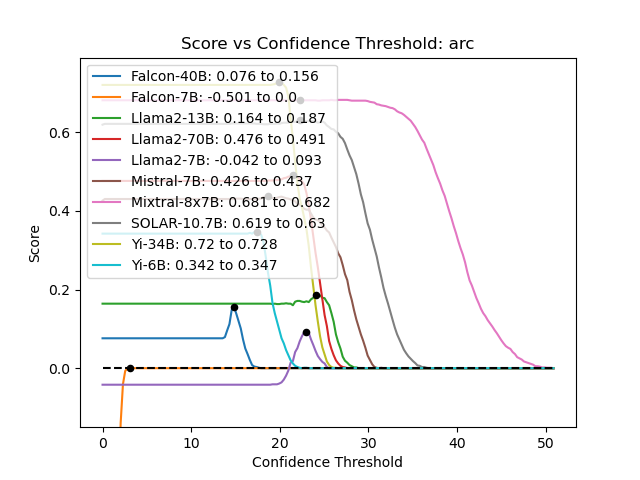 Score vs Confidence Threshold: arc
Falcon-40B: 0.076 to 0.156
Falcon-7B: -0.501 to 0.0
Llama2-13B: 0.164 to 0.187
Llama2-70B: 0.476 to 0.491
Llama2-7B: -0.042 to 0.093
Mistral-7B: 0.426 to 0.437
Mixtral-8x7B: 0.681 to 0.682
SOLAR-10.7B: 0.619 to 0.63
Yi-34B: 0.72 to 0.728
Yi-6B: 0.342 to 0.347
0.6
0.4
0.2
0.0
Score
0 10 20 30 40 50
Confidence Threshold